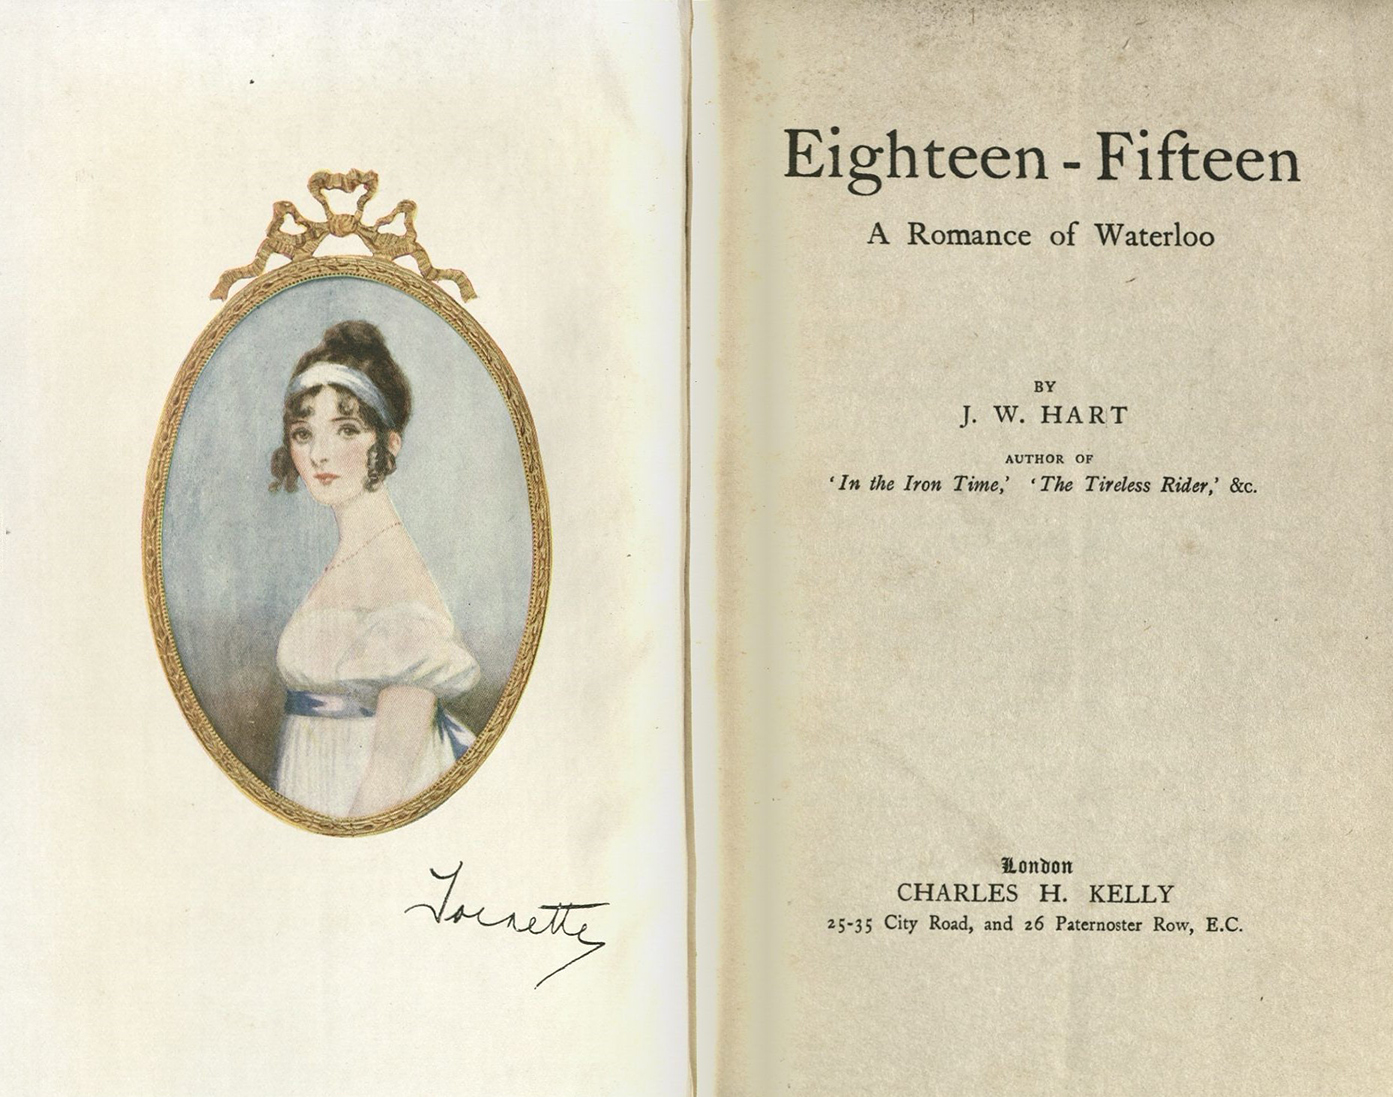 Eighteen - Fifteen
A Romance of Waterloo
BY
J. W. HART
AUTHOR OF
‘In the Iron Time,’ ‘The Tireless Rider,’ &c.
London
CHARLES H. KELLY
25-35 City Road, and 26 Paternoster Row, E.C.